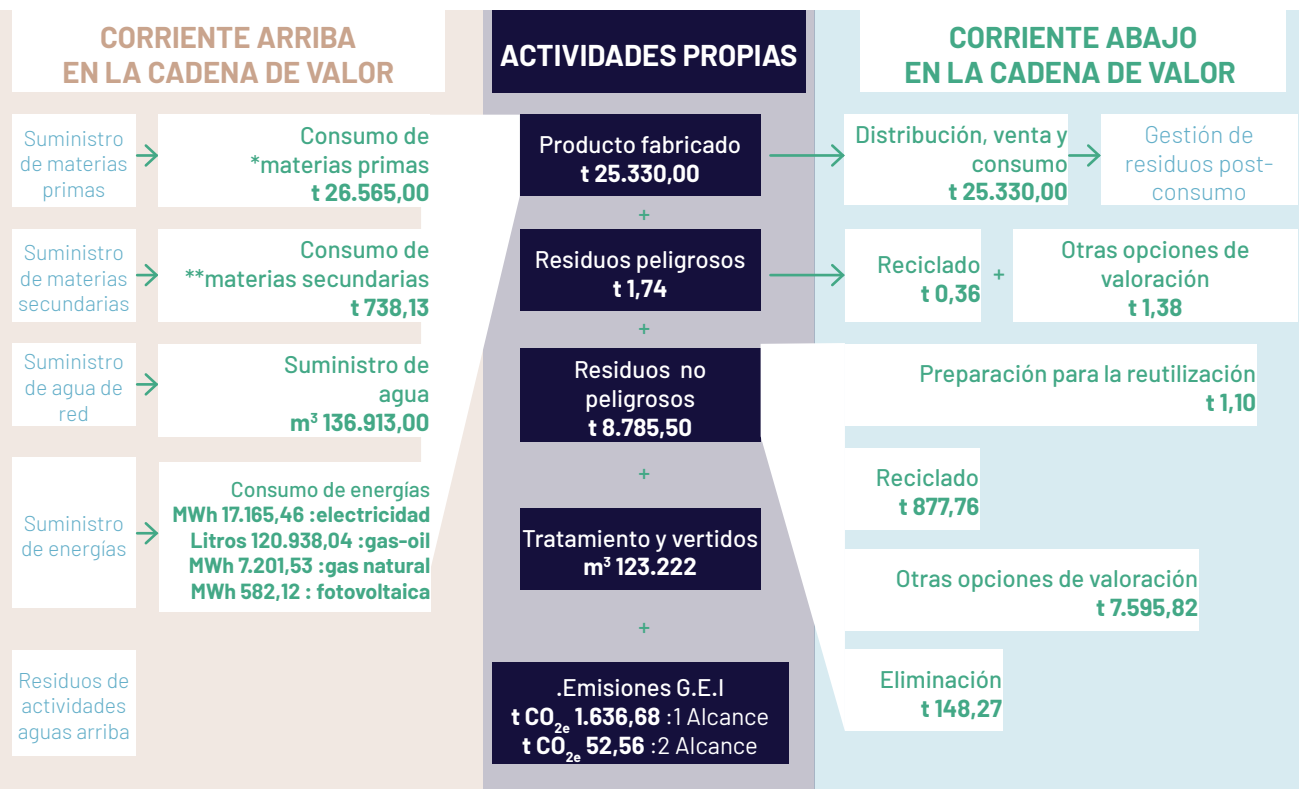 CORRIENTE ARRIBA
EN LA CADENA DE VALOR
Suministro
de materias
primas
Consumo de
*materias primas
t 26.565,00
Suministro
de materias
secundarias
Consumo de
**materias secundarias
t 738,13
Suministro
de agua de
red
Suministro de
agua
m³ 136.913,00
Suministro
de energías
Consumo de energías
MWh 17.165,46 :electricidad
Litros 120.938,04 :gas-oil
MWh 7.201,53 :gas natural
MWh 582,12 : fotovoltaica
Residuos de
actividades
aguas arriba
ACTIVIDADES PROPIAS
Producto fabricado
t 25.330,00
+
Residuos peligrosos
t 1,74
+
Residuos no
peligrosos
t 8.785,50
+
Tratamiento y vertidos
m³ 123.222
+
.Emisiones G.E.I
t CO₂e 1.636,68 :1 Alcance
t CO₂e 52,56 :2 Alcance
CORRIENTE ABAJO
EN LA CADENA DE VALOR
Distribución, venta y
consumo
t 25.330,00
Gestión de
residuos post-
consumo
Reciclado
t 0,36
+
Otras opciones de
valoración
t 1,38
Preparación para la reutilización
t 1,10
Reciclado
t 877,76
Otras opciones de valoración
t 7.595,82
Eliminación
t 148,27